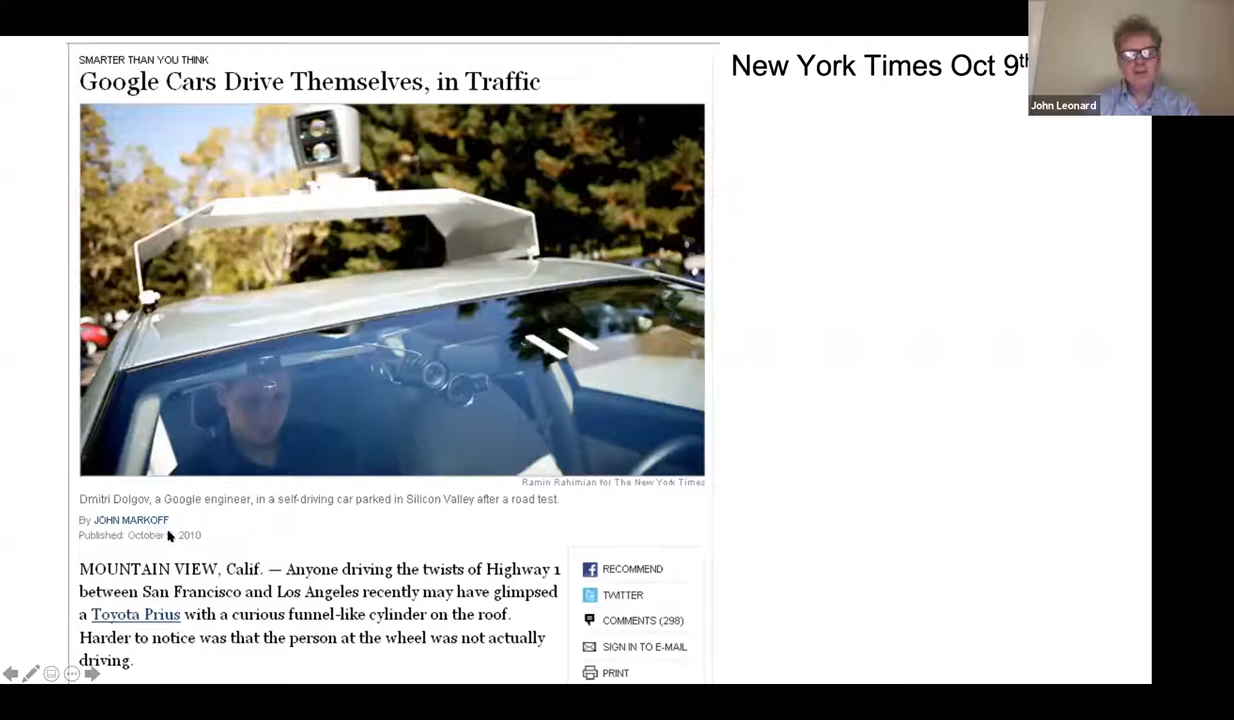 SMARTER THAN YOU THINK
Google Cars Drive Themselves, in Traffic
New York Times Oct 9th
John Leonard
Ramin Rahimian for The New York Times
Dmitri Dolgov, a Google engineer, in a self-driving car parked in Silicon Valley after a road test.
By JOHN MARKOFF
Published: October 2010
MOUNTAIN VIEW, Calif. — Anyone driving the twists of Highway 1
between San Francisco and Los Angeles recently may have glimpsed
a Toyota Prius with a curious funnel-like cylinder on the roof.
Harder to notice was that the person at the wheel was not actually
driving.
RECOMMEND
TWITTER
COMMENTS (298)
SIGN IN TO E-MAIL
PRINT